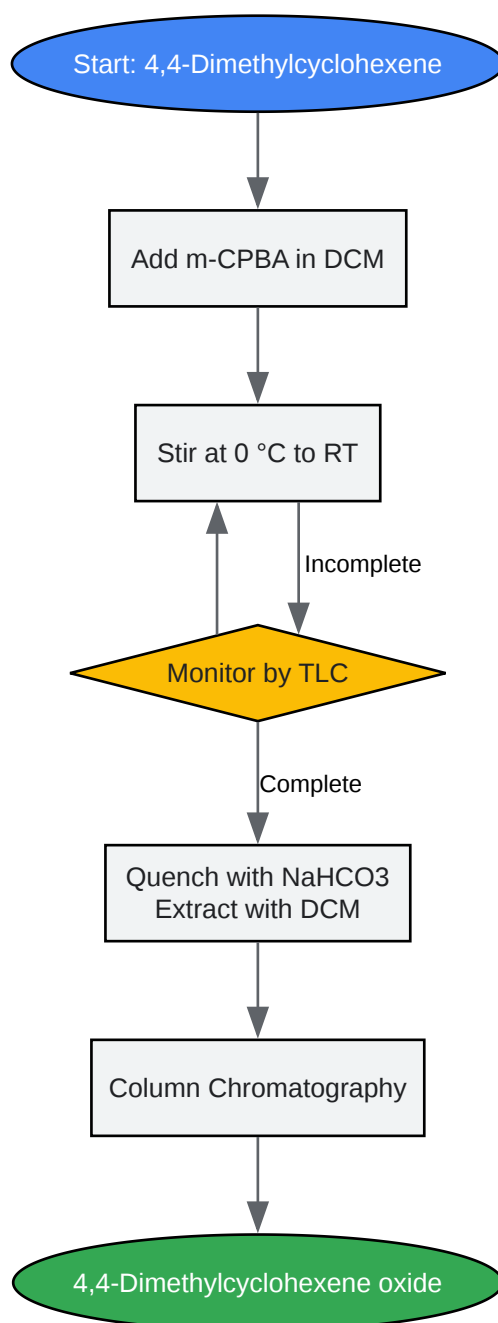 Start: 4,4-Dimethylcyclohexene
Add m-CPBA in DCM
Stir at 0 °C to RT
Incomplete
Monitor by TLC
Complete
Quench with NaHCO3
Extract with DCM
Column Chromatography
4,4-Dimethylcyclohexene oxide